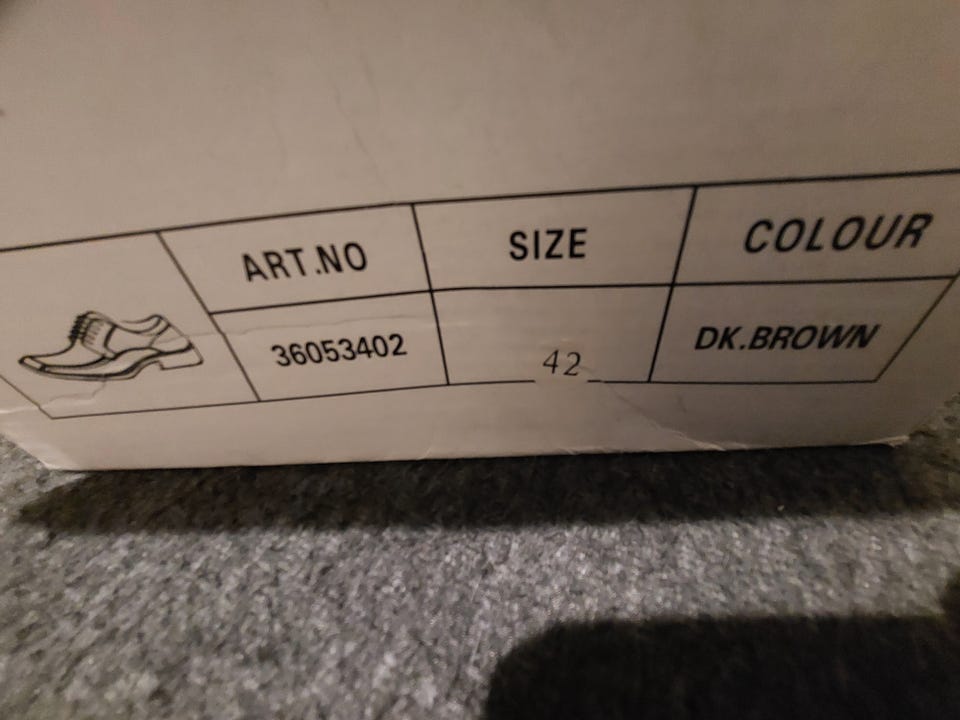 ART.NO SIZE COLOUR
36053402 42 DK.BROWN